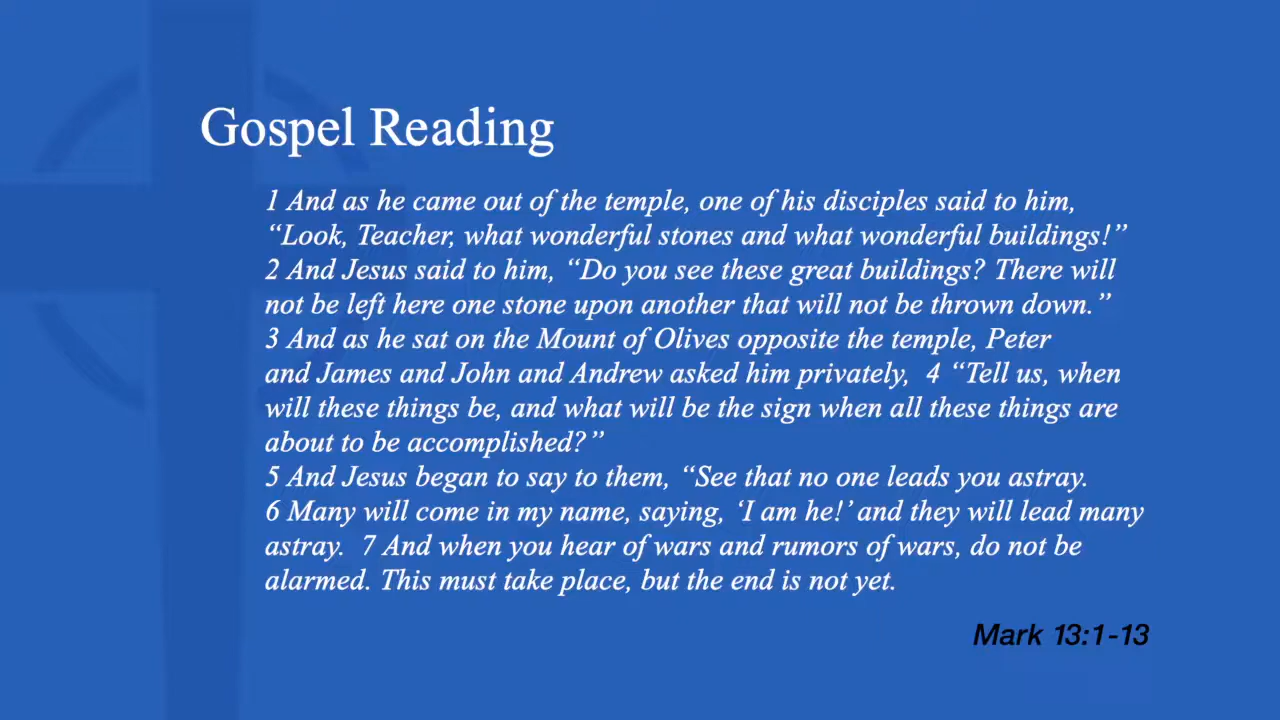 Gospel Reading
1 And as he came out of the temple, one of his disciples said to him,
“Look, Teacher, what wonderful stones and what wonderful buildings!”
2 And Jesus said to him, “Do you see these great buildings? There will
not be left here one stone upon another that will not be thrown down.”
3 And as he sat on the Mount of Olives opposite the temple, Peter
and James and John and Andrew asked him privately,  4 “Tell us, when
will these things be, and what will be the sign when all these things are
about to be accomplished?”
5 And Jesus began to say to them, “See that no one leads you astray.
6 Many will come in my name, saying, ‘I am he!’ and they will lead many
astray.  7 And when you hear of wars and rumors of wars, do not be
alarmed. This must take place, but the end is not yet.
Mark 13:1-13